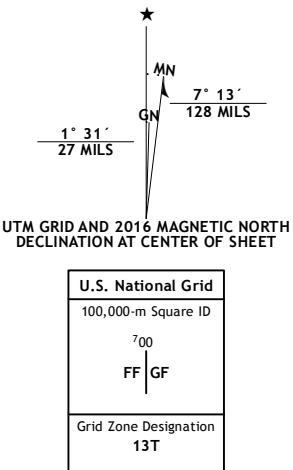 ★
MN
7° 13´
128 MILS
GN
1° 31´
27 MILS
UTM GRID AND 2016 MAGNETIC NORTH
DECLINATION AT CENTER OF SHEET
U.S. National Grid
100,000-m Square ID
⁷00
FF GF
Grid Zone Designation
13T